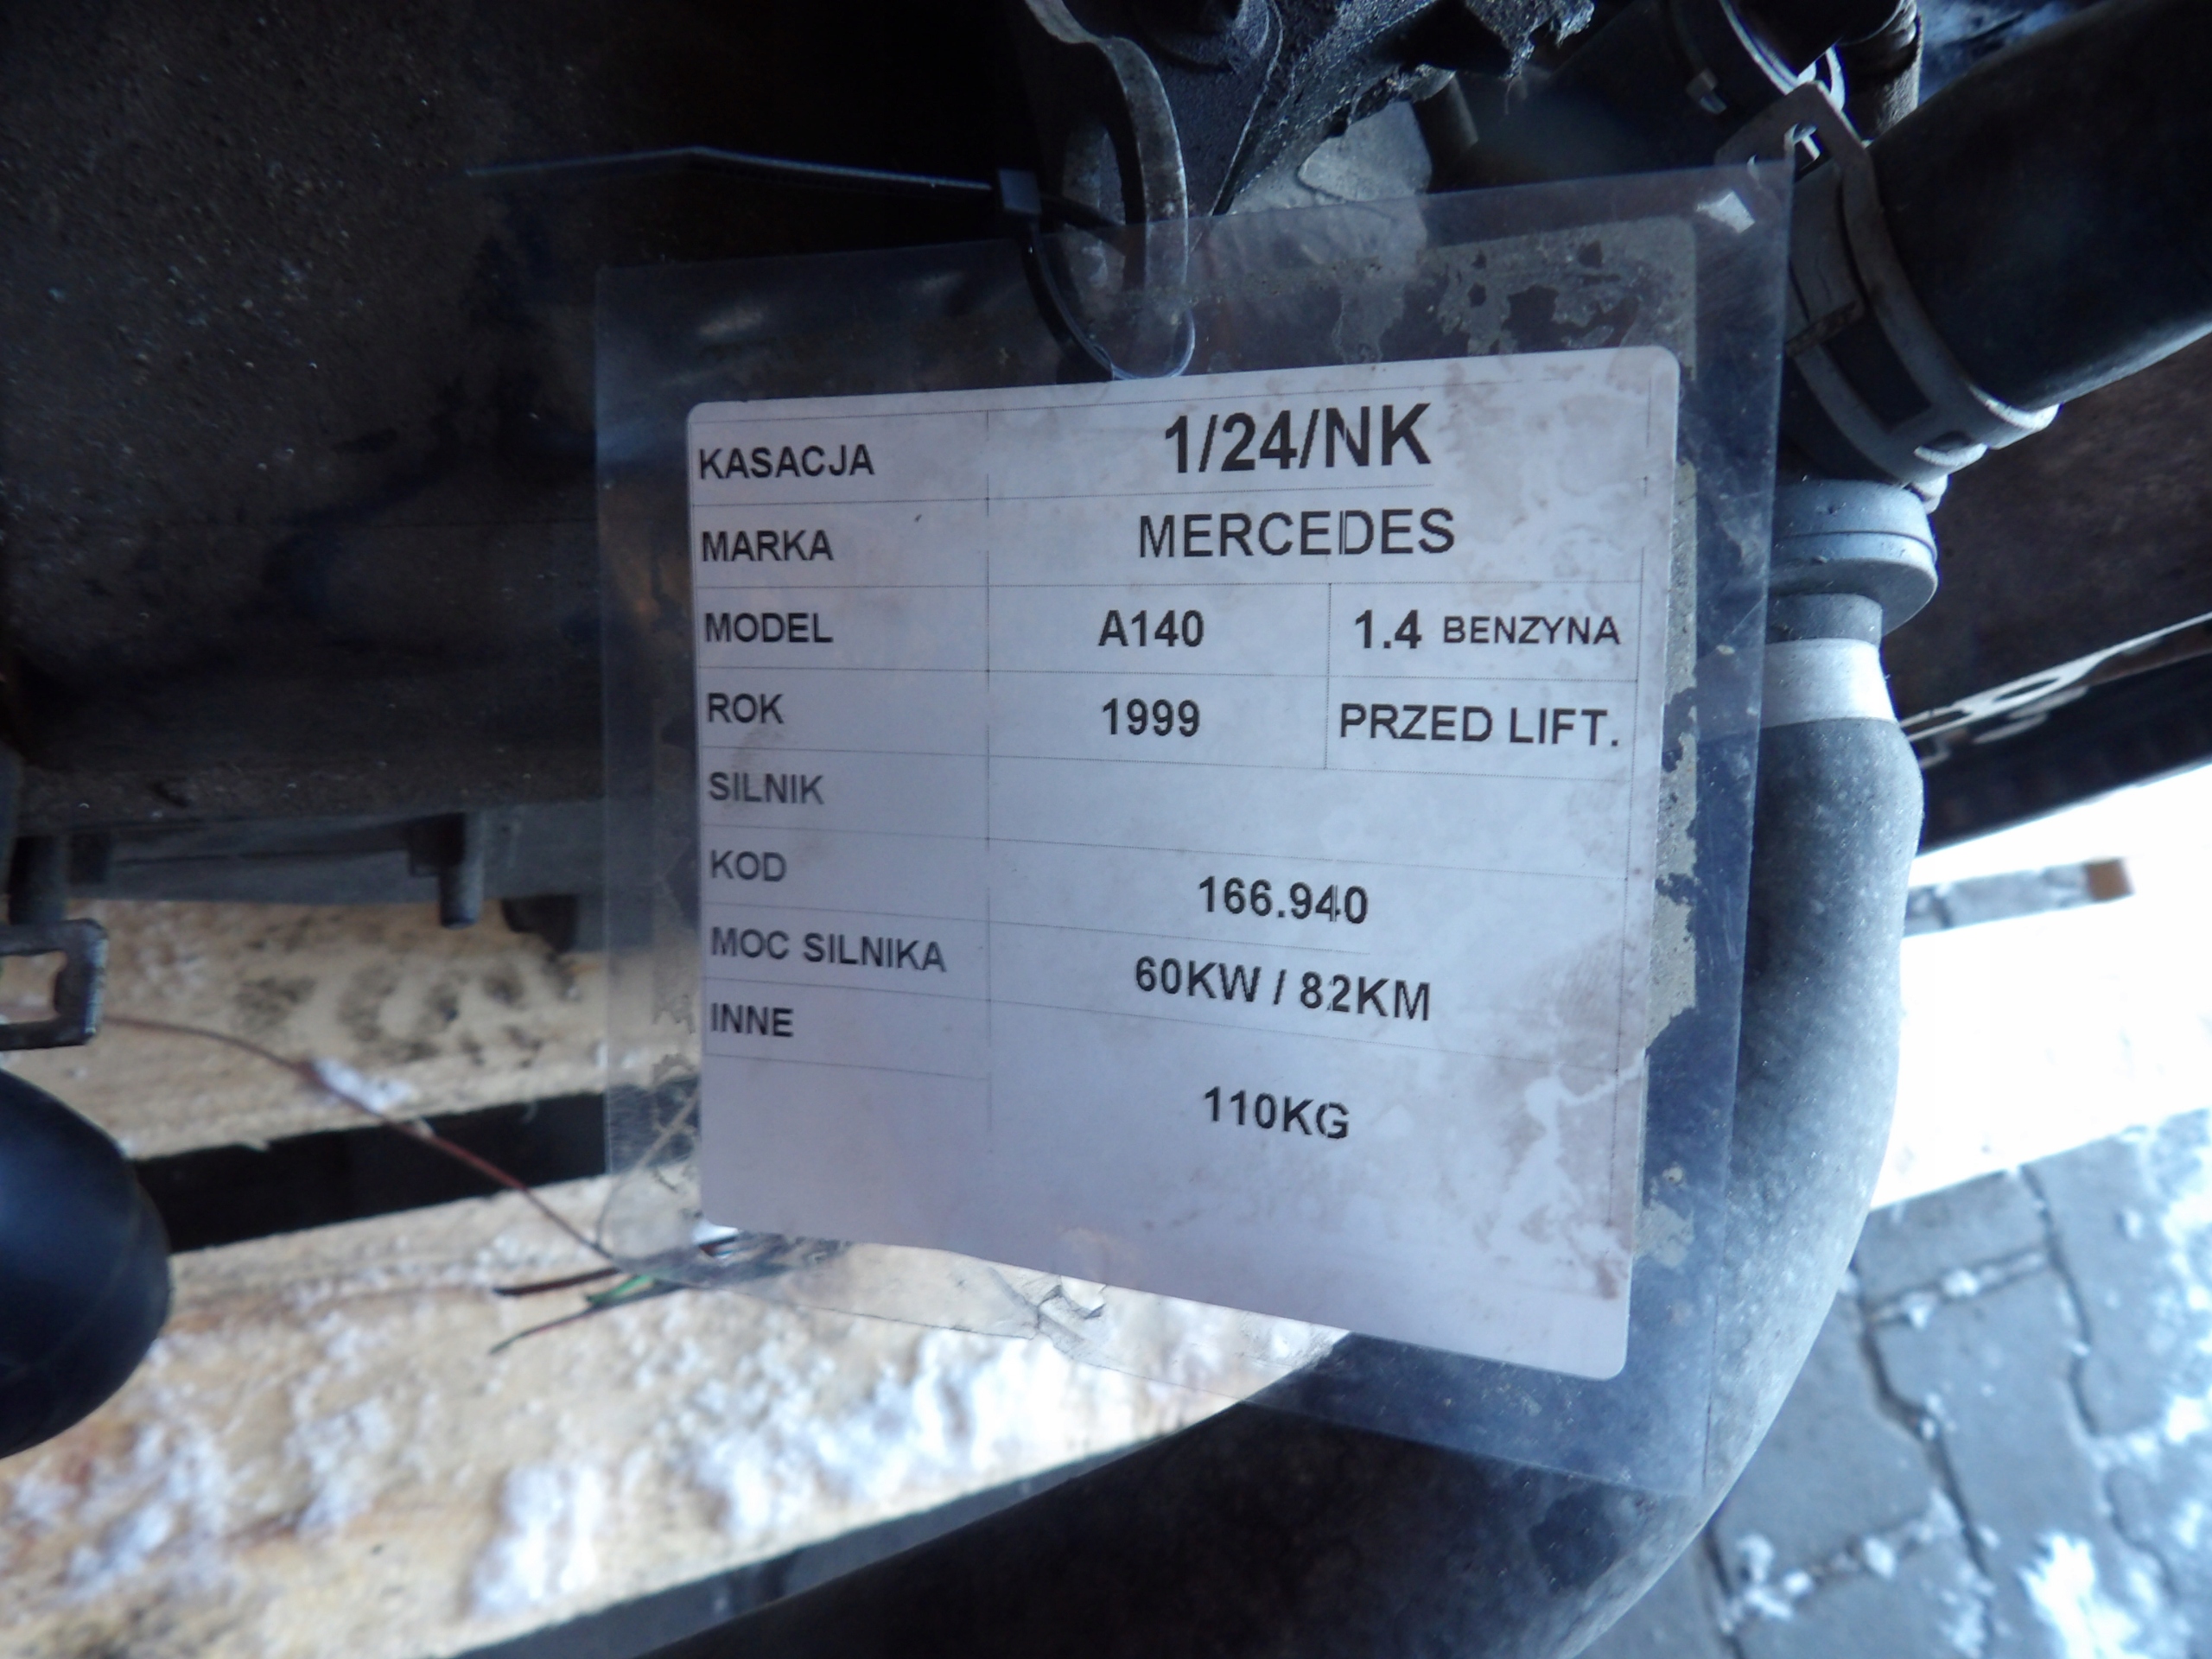 KASACJA 1/24/NK
MARKA MERCEDES
MODEL A140 1.4 BENZYNA
ROK 1999 PRZED LIFT.
SILNIK
KOD 166.940
MOC SILNIKA 60KW / 82KM
INNE
110KG